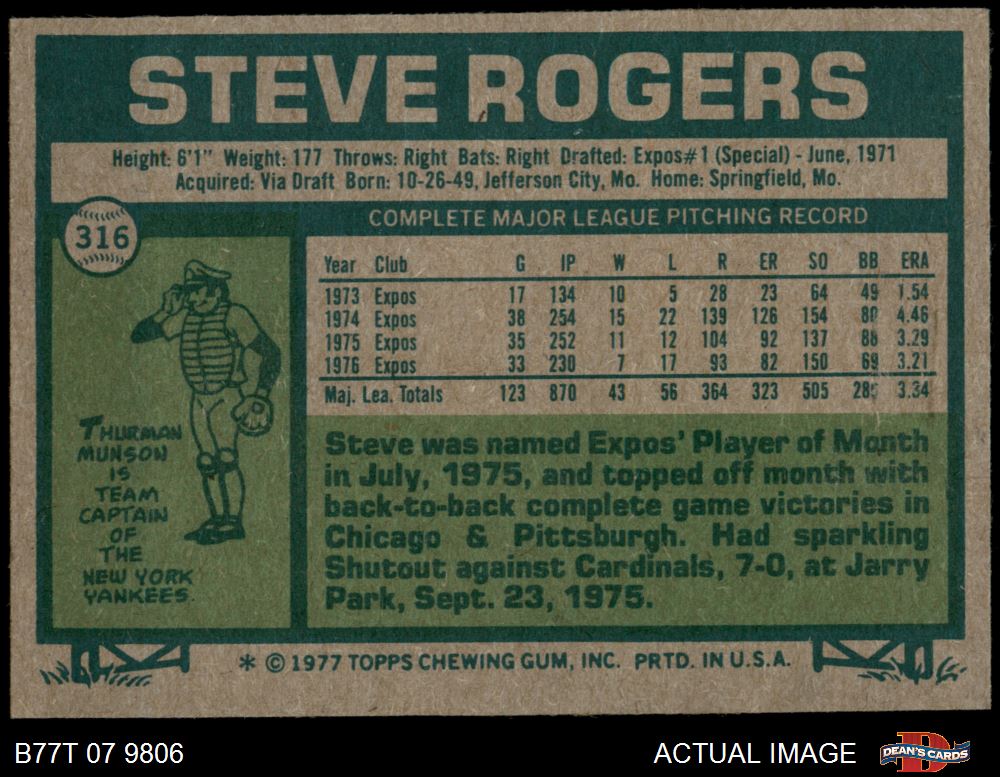 STEVE ROGERS
Height: 6'1" Weight: 177 Throws: Right Bats: Right Drafted: Expos#1 (Special) - June, 1971
Acquired: Via Draft Born: 10-26-49, Jefferson City, Mo. Home: Springfield, Mo.
316
COMPLETE MAJOR LEAGUE PITCHING RECORD
Year Club G IP W L R ER SO BB ERA
1973 Expos 17 134 10 5 28 23 64 49 1.54
1974 Expos 38 254 15 22 139 126 154 80 4.46
1975 Expos 35 252 11 12 104 92 137 88 3.29
1976 Expos 33 230 7 17 93 82 150 69 3.21
Maj. Lea. Totals 123 870 43 56 364 323 505 3.34
THURMAN
MUNSON
IS
TEAM
CAPTAIN
OF
THE
NEW YORK
YANKEES.
Steve was named Expos' Player of Month
in July, 1975, and topped off month with
back-to-back complete game victories in
Chicago & Pittsburgh. Had sparkling
Shutout against Cardinals, 7-0, at Jarry
Park, Sept. 23, 1975.
* © 1977 TOPPS CHEWING GUM, INC. PRTD. IN U.S.A.
B77T 07 9806
ACTUAL IMAGE
DEAN'S CARDS